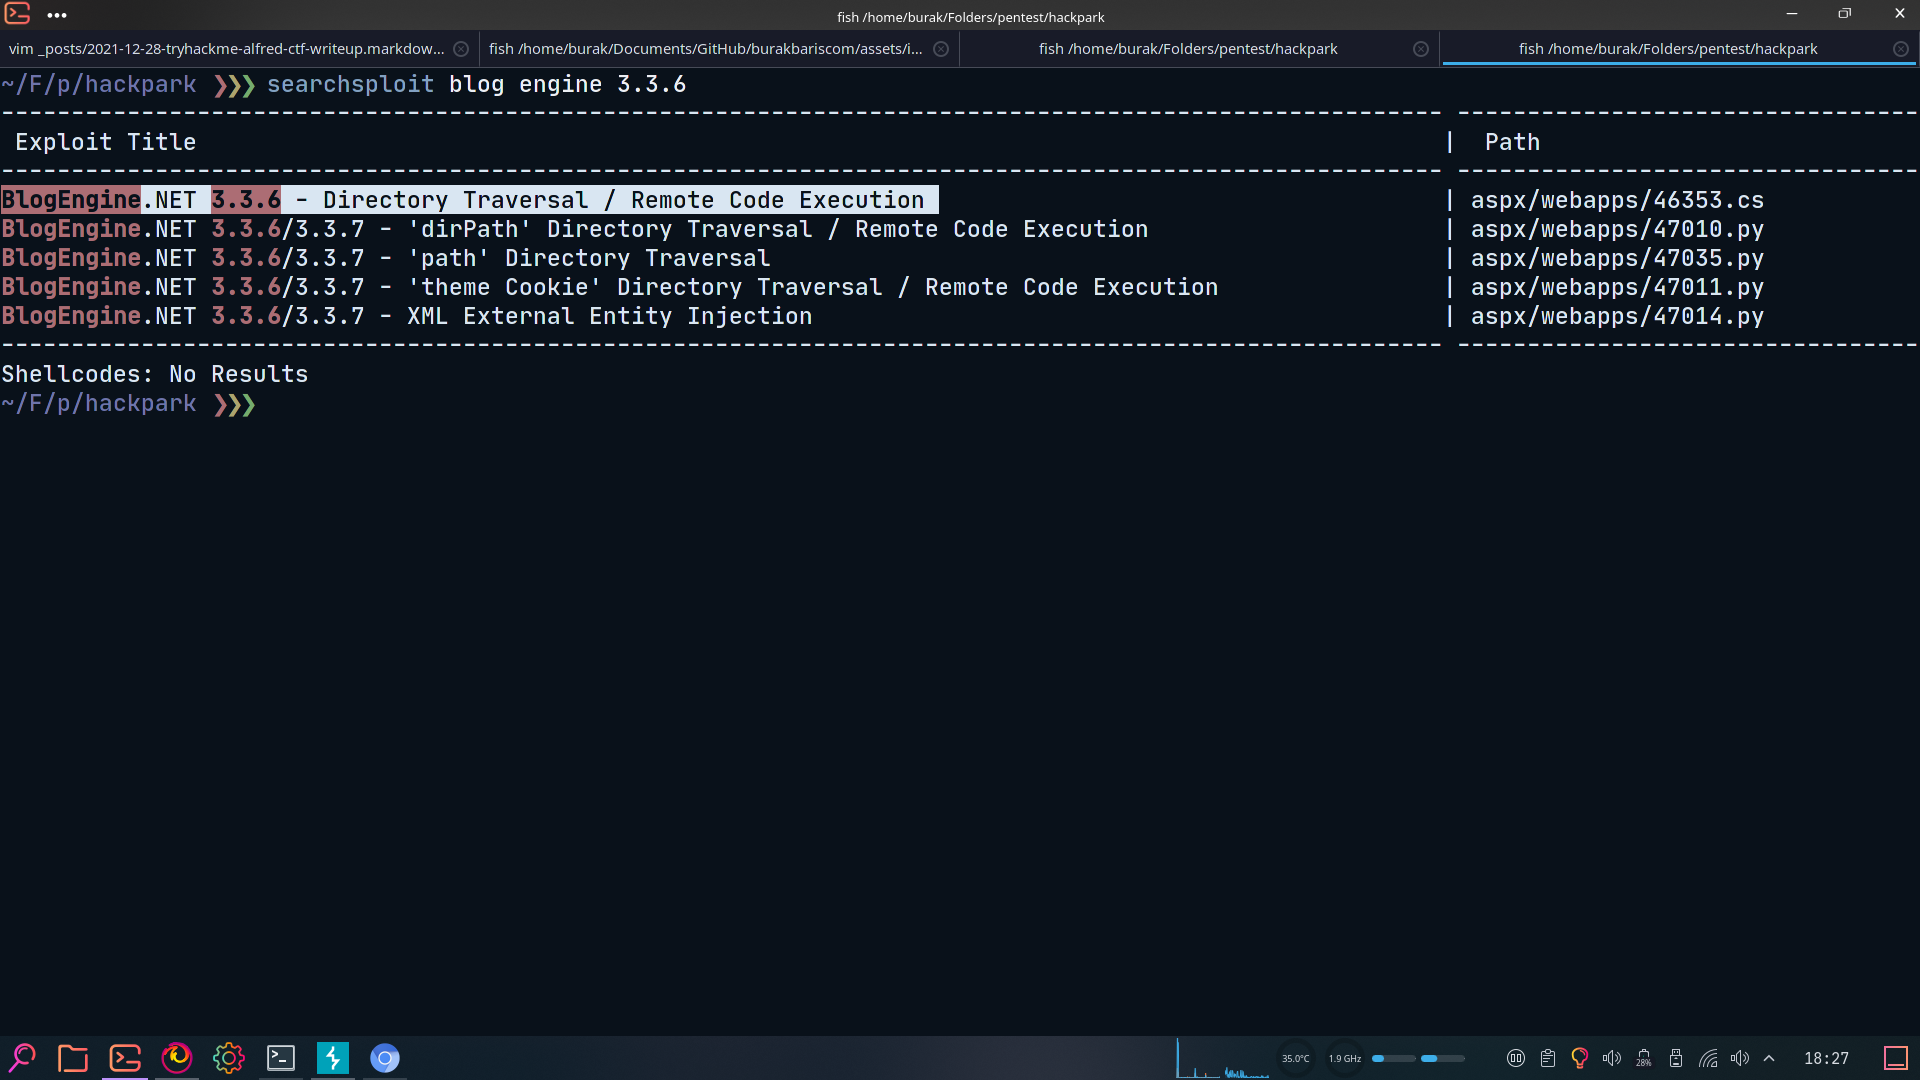 fish /home/burak/Folders/pentest/hackpark
vim _posts/2021-12-28-tryhackme-alfred-ctf-writeup.markdow...
fish /home/burak/Documents/GitHub/burakbariscom/assets/i...
fish /home/burak/Folders/pentest/hackpark
fish /home/burak/Folders/pentest/hackpark
~/F/p/hackpark ❯❯❯ searchsploit blog engine 3.3.6
------------------------------------------------------------------------------------------------------- ---------------------------------
Exploit Title | Path
------------------------------------------------------------------------------------------------------- ---------------------------------
BlogEngine.NET 3.3.6 - Directory Traversal / Remote Code Execution | aspx/webapps/46353.cs
BlogEngine.NET 3.3.6/3.3.7 - 'dirPath' Directory Traversal / Remote Code Execution | aspx/webapps/47010.py
BlogEngine.NET 3.3.6/3.3.7 - 'path' Directory Traversal | aspx/webapps/47035.py
BlogEngine.NET 3.3.6/3.3.7 - 'theme Cookie' Directory Traversal / Remote Code Execution | aspx/webapps/47011.py
BlogEngine.NET 3.3.6/3.3.7 - XML External Entity Injection | aspx/webapps/47014.py
------------------------------------------------------------------------------------------------------- ---------------------------------
Shellcodes: No Results
~/F/p/hackpark ❯❯❯
35.0°C 1.9 GHz 28% 18:27